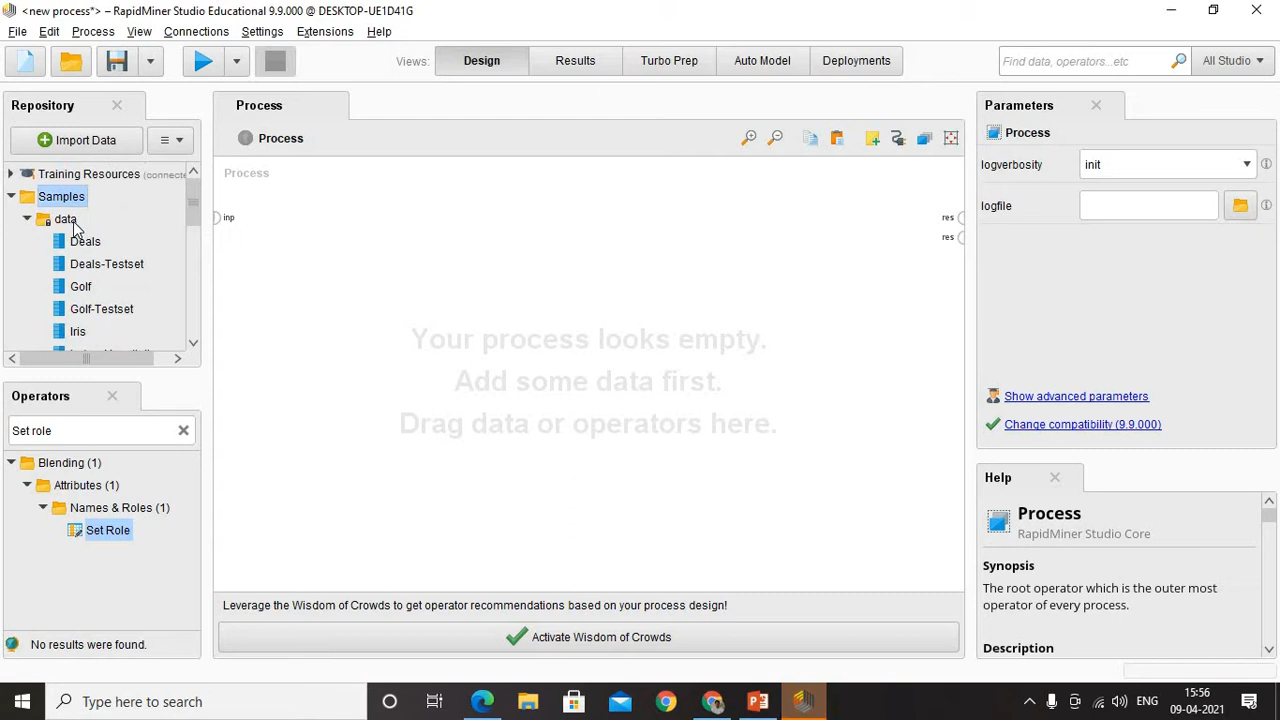 <new process*> – RapidMiner Studio Educational 9.9.000 @ DESKTOP-UE1D41G
File Edit Process View Connections Settings Extensions Help
Views: Design Results Turbo Prep Auto Model Deployments
Find data, operators...etc
All Studio
Repository
Import Data
Training Resources (connecte
Samples
data
Deals
Deals-Testset
Golf
Golf-Testset
Iris
Operators
Set role
Blending (1)
Attributes (1)
Names & Roles (1)
Set Role
No results were found.
Process
Process
Process
inp
res
res
Your process looks empty.
Add some data first.
Drag data or operators here.
Leverage the Wisdom of Crowds to get operator recommendations based on your process design!
Activate Wisdom of Crowds
Parameters
Process
logverbosity init
logfile
Show advanced parameters
Change compatibility (9.9.000)
Help
Process
RapidMiner Studio Core
Synopsis
The root operator which is the outer most
operator of every process.
Description
Type here to search
ENG
15:56
09-04-2021